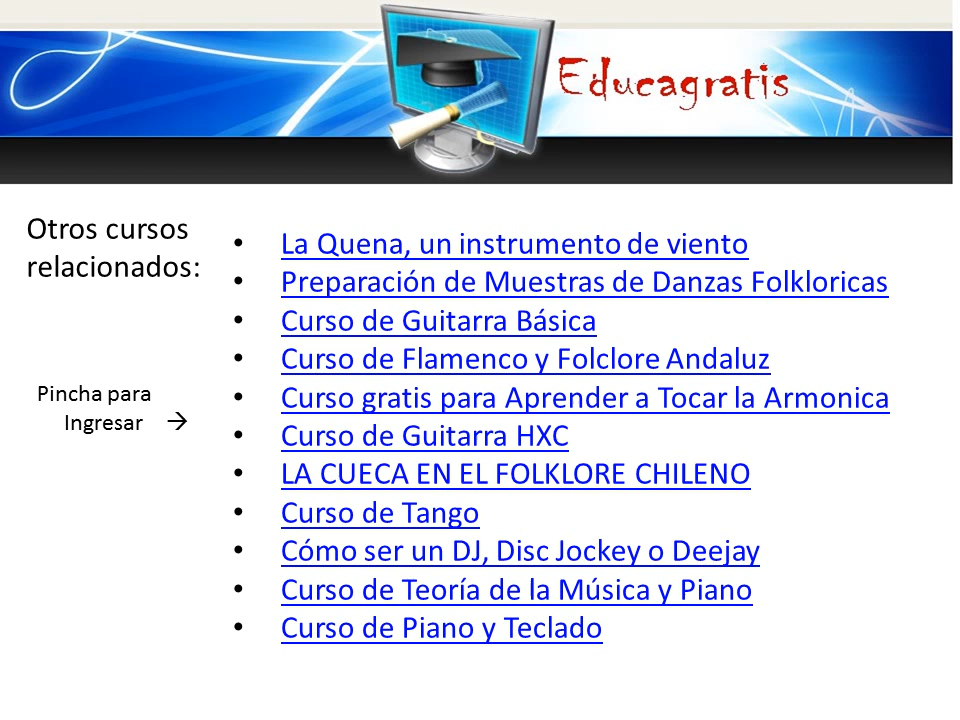 Educagratis
Otros cursos
relacionados:
Pincha para
Ingresar →
• La Quena, un instrumento de viento
• Preparación de Muestras de Danzas Folkloricas
• Curso de Guitarra Básica
• Curso de Flamenco y Folclore Andaluz
• Curso gratis para Aprender a Tocar la Armonica
• Curso de Guitarra HXC
• LA CUECA EN EL FOLKLORE CHILENO
• Curso de Tango
• Cómo ser un DJ, Disc Jockey o Deejay
• Curso de Teoría de la Música y Piano
• Curso de Piano y Teclado